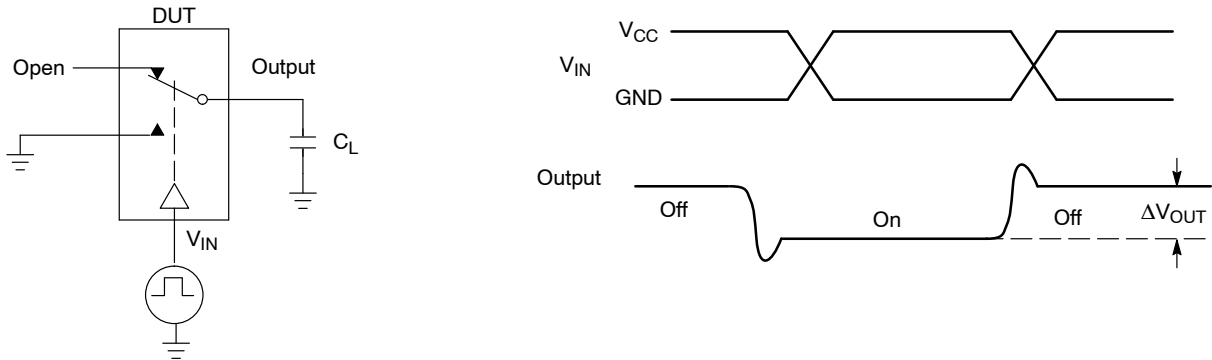 DUT
Open
Output
C_L
V_IN
V_CC
V_IN
GND
Output
Off
On
Off
ΔV_OUT